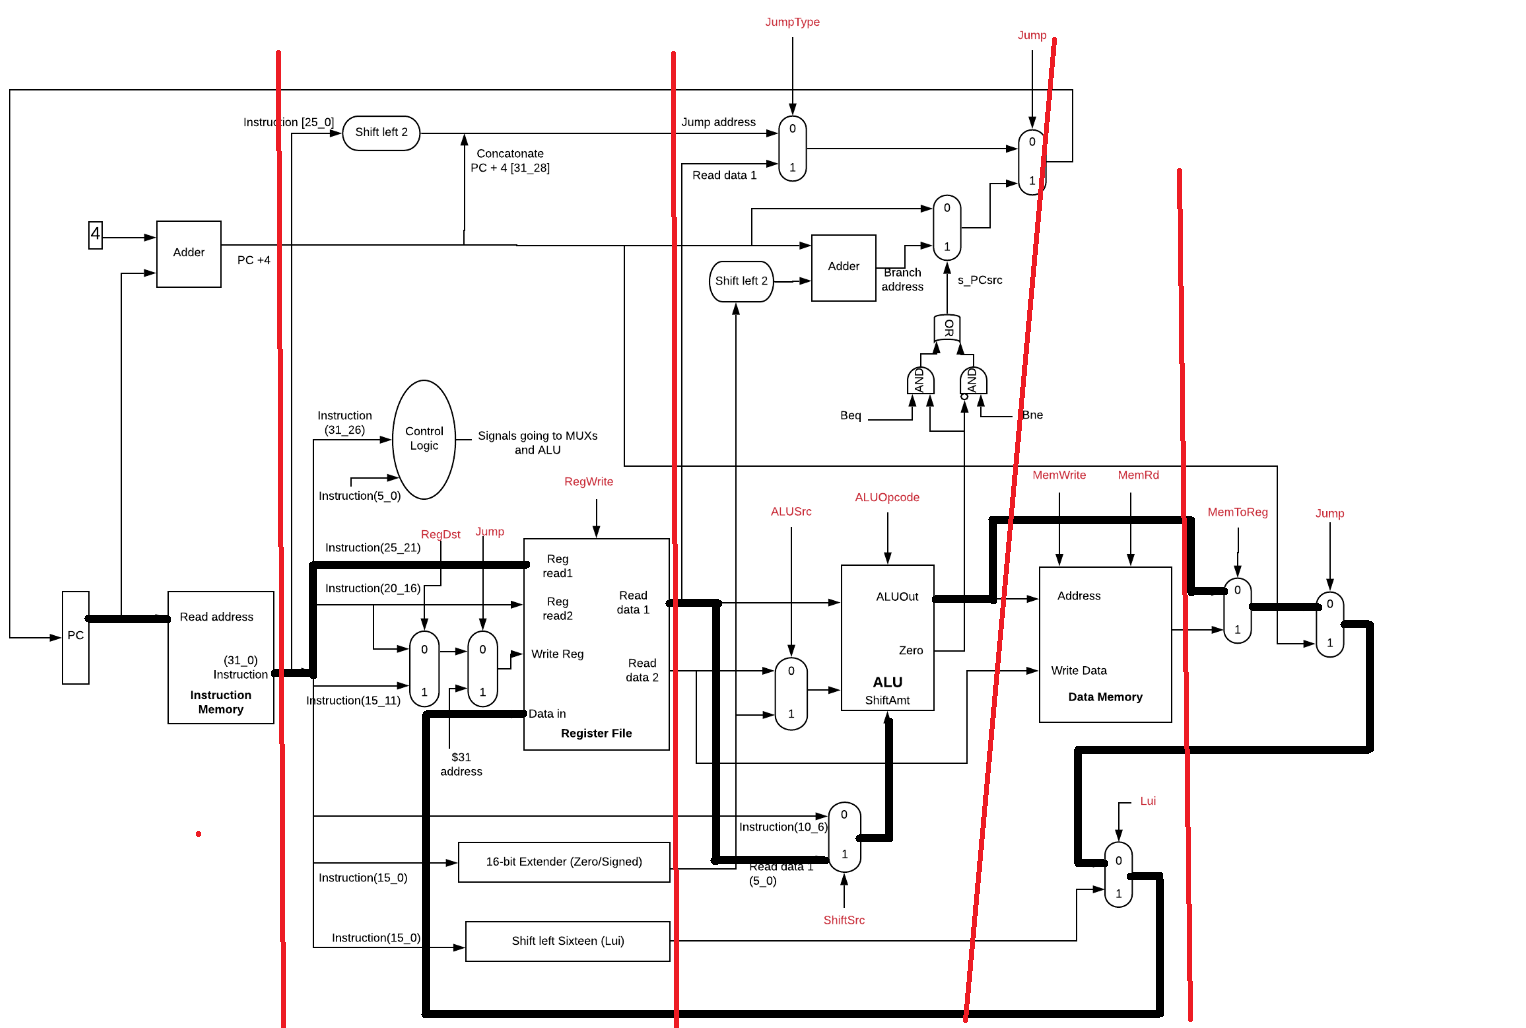 JumpType
Jump
Instruction [25_0]
Shift left 2
Jump address
0
1
0
1
Concatonate
PC + 4 [31_28]
Read data 1
4
Adder
PC +4
0
1
Adder
Shift left 2
Branch
address
s_PCsrc
OR
AND
AND
Beq
Bne
Instruction
(31_26)
Control
Logic
Signals going to MUXs
and ALU
Instruction(5_0)
RegWrite
ALUSrc
ALUOpcode
MemWrite
MemRd
MemToReg
Jump
RegDst
Jump
Instruction(25_21)
Instruction(20_16)
Instruction(15_11)
Reg
read1
Reg
read2
Write Reg
Data in
Read
data 1
Read
data 2
Register File
0
1
0
1
$31
address
PC
Read address
(31_0)
Instruction
Instruction
Memory
0
1
ALUOut
Zero
ALU
ShiftAmt
Address
Write Data
Data Memory
0
1
0
1
Instruction(10_6)
0
1
Read data 1
(5_0)
ShiftSrc
16-bit Extender (Zero/Signed)
Instruction(15_0)
Lui
0
1
Instruction(15_0)
Shift left Sixteen (Lui)